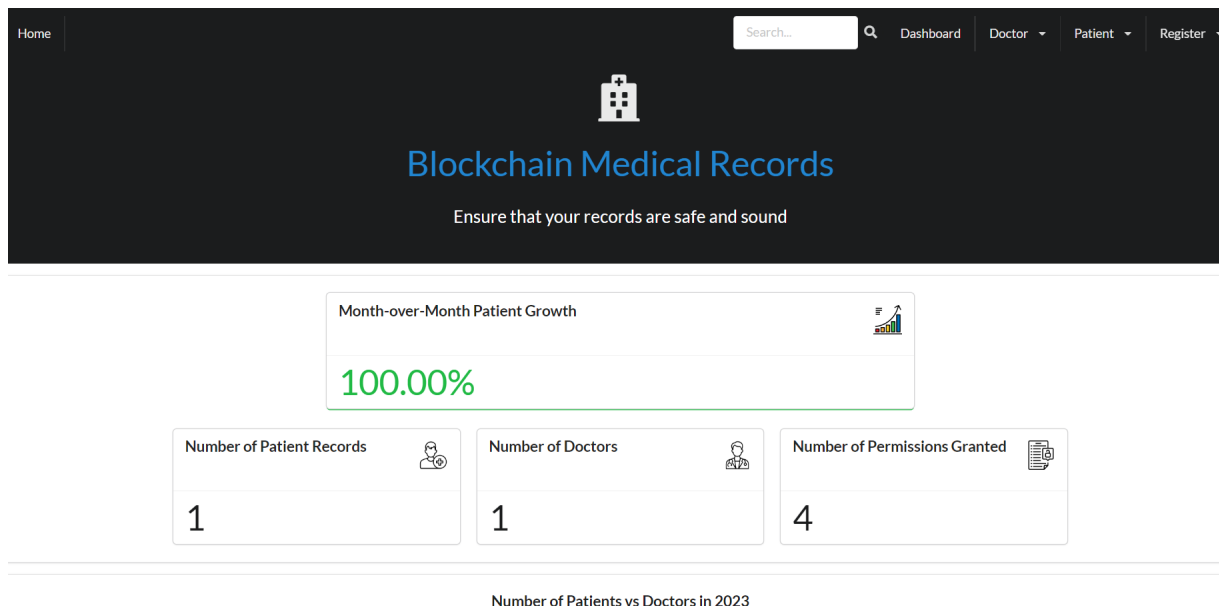 Home Search... Dashboard Doctor Patient Register
Blockchain Medical Records
Ensure that your records are safe and sound
Month-over-Month Patient Growth
100.00%
Number of Patient Records
1
Number of Doctors
1
Number of Permissions Granted
4
Number of Patients vs Doctors in 2023